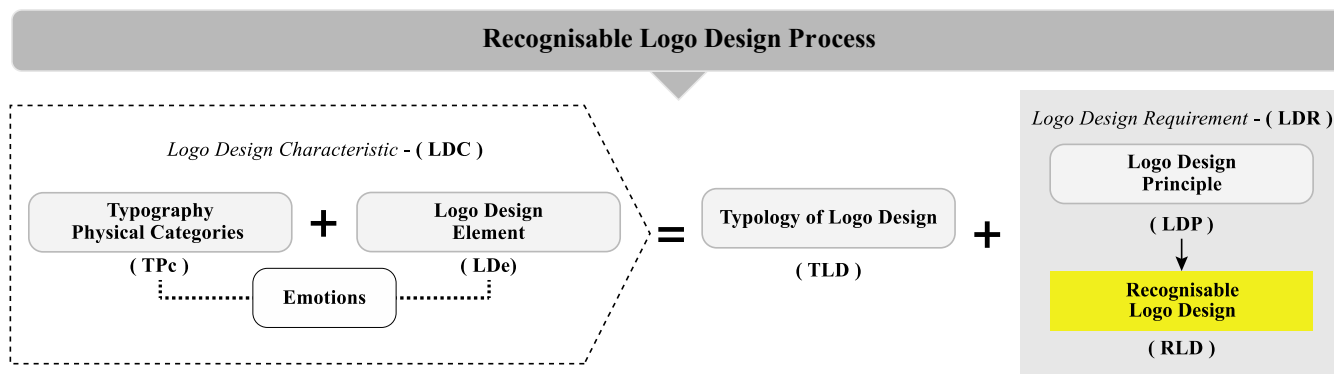 Recognisable Logo Design Process
Logo Design Characteristic - ( LDC )
Typography
Physical Categories
( TPc )
+
Logo Design
Element
( LDe)
Emotions
=
Typology of Logo Design
( TLD )
+
Logo Design Requirement - ( LDR )
Logo Design
Principle
( LDP )
Recognisable
Logo Design
( RLD )